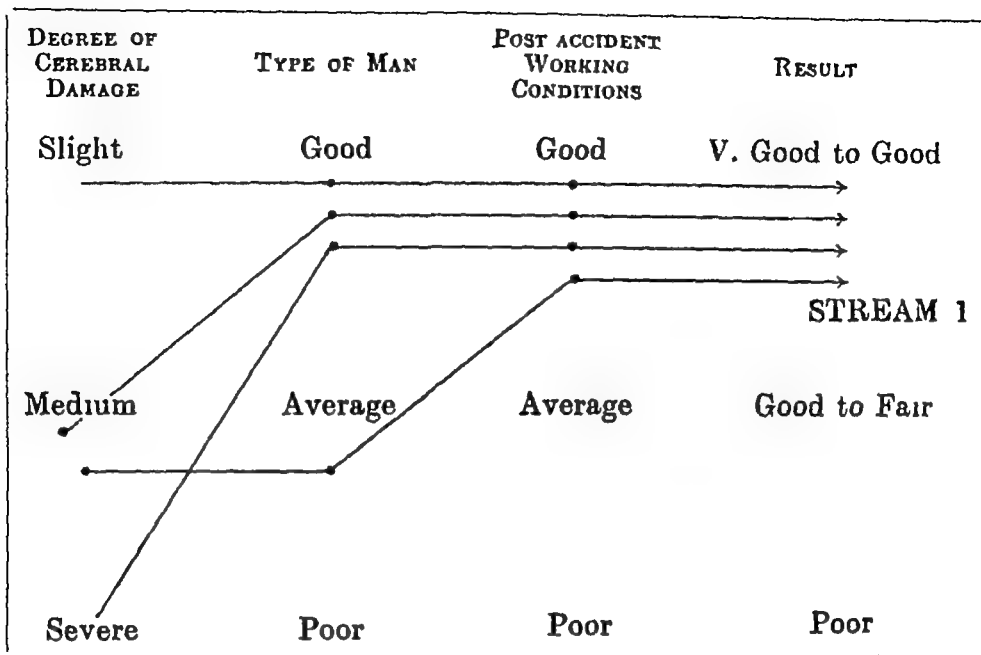 DEGREE OF
CEREBRAL
DAMAGE
TYPE OF MAN
POST ACCIDENT
WORKING
CONDITIONS
RESULT
Slight Good Good V. Good to Good
STREAM 1
Medium Average Average Good to Fair
Severe Poor Poor Poor